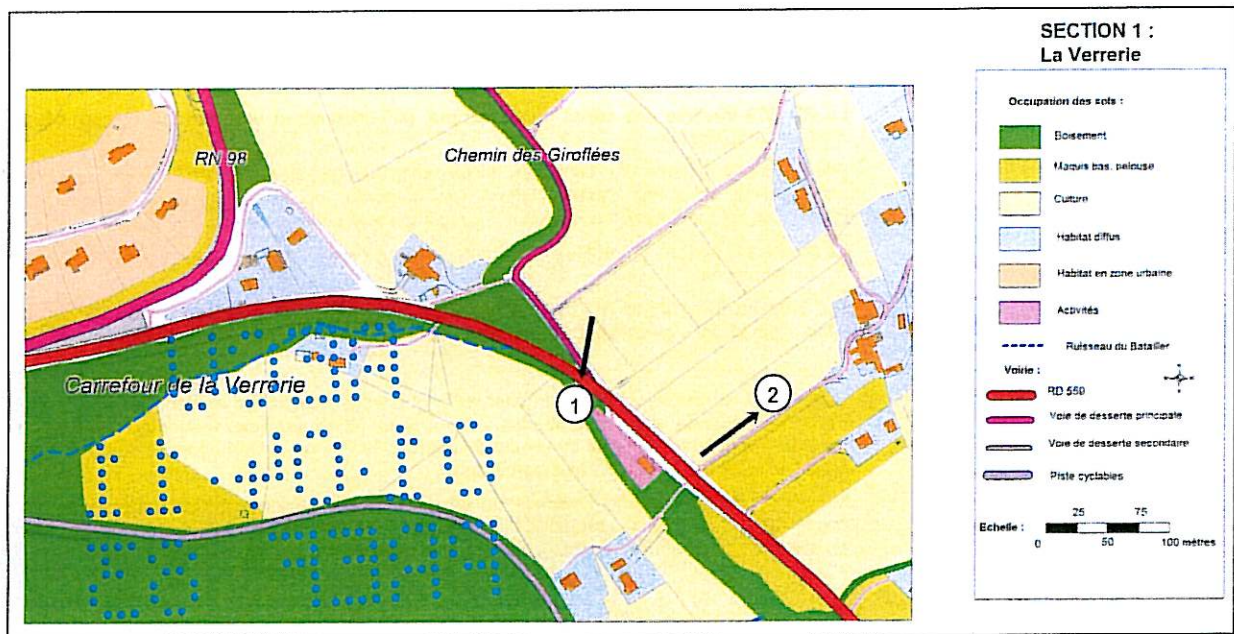 SECTION 1 :
La Verrerie
RN 98
Chemin des Giroflées
Carrefour de la Verrerie
1
2
Occupation des sols :
Boisement
Maquis bas, pelouse
Culture
Habitat diffus
Habitat en zone urbaine
Activités
Ruisseau du Batailler
Voirie :
RD 559
Voie de desserte principale
Voie de desserte secondaire
Piste cyclables
Echelle :
25 75
0 50 100 mètres